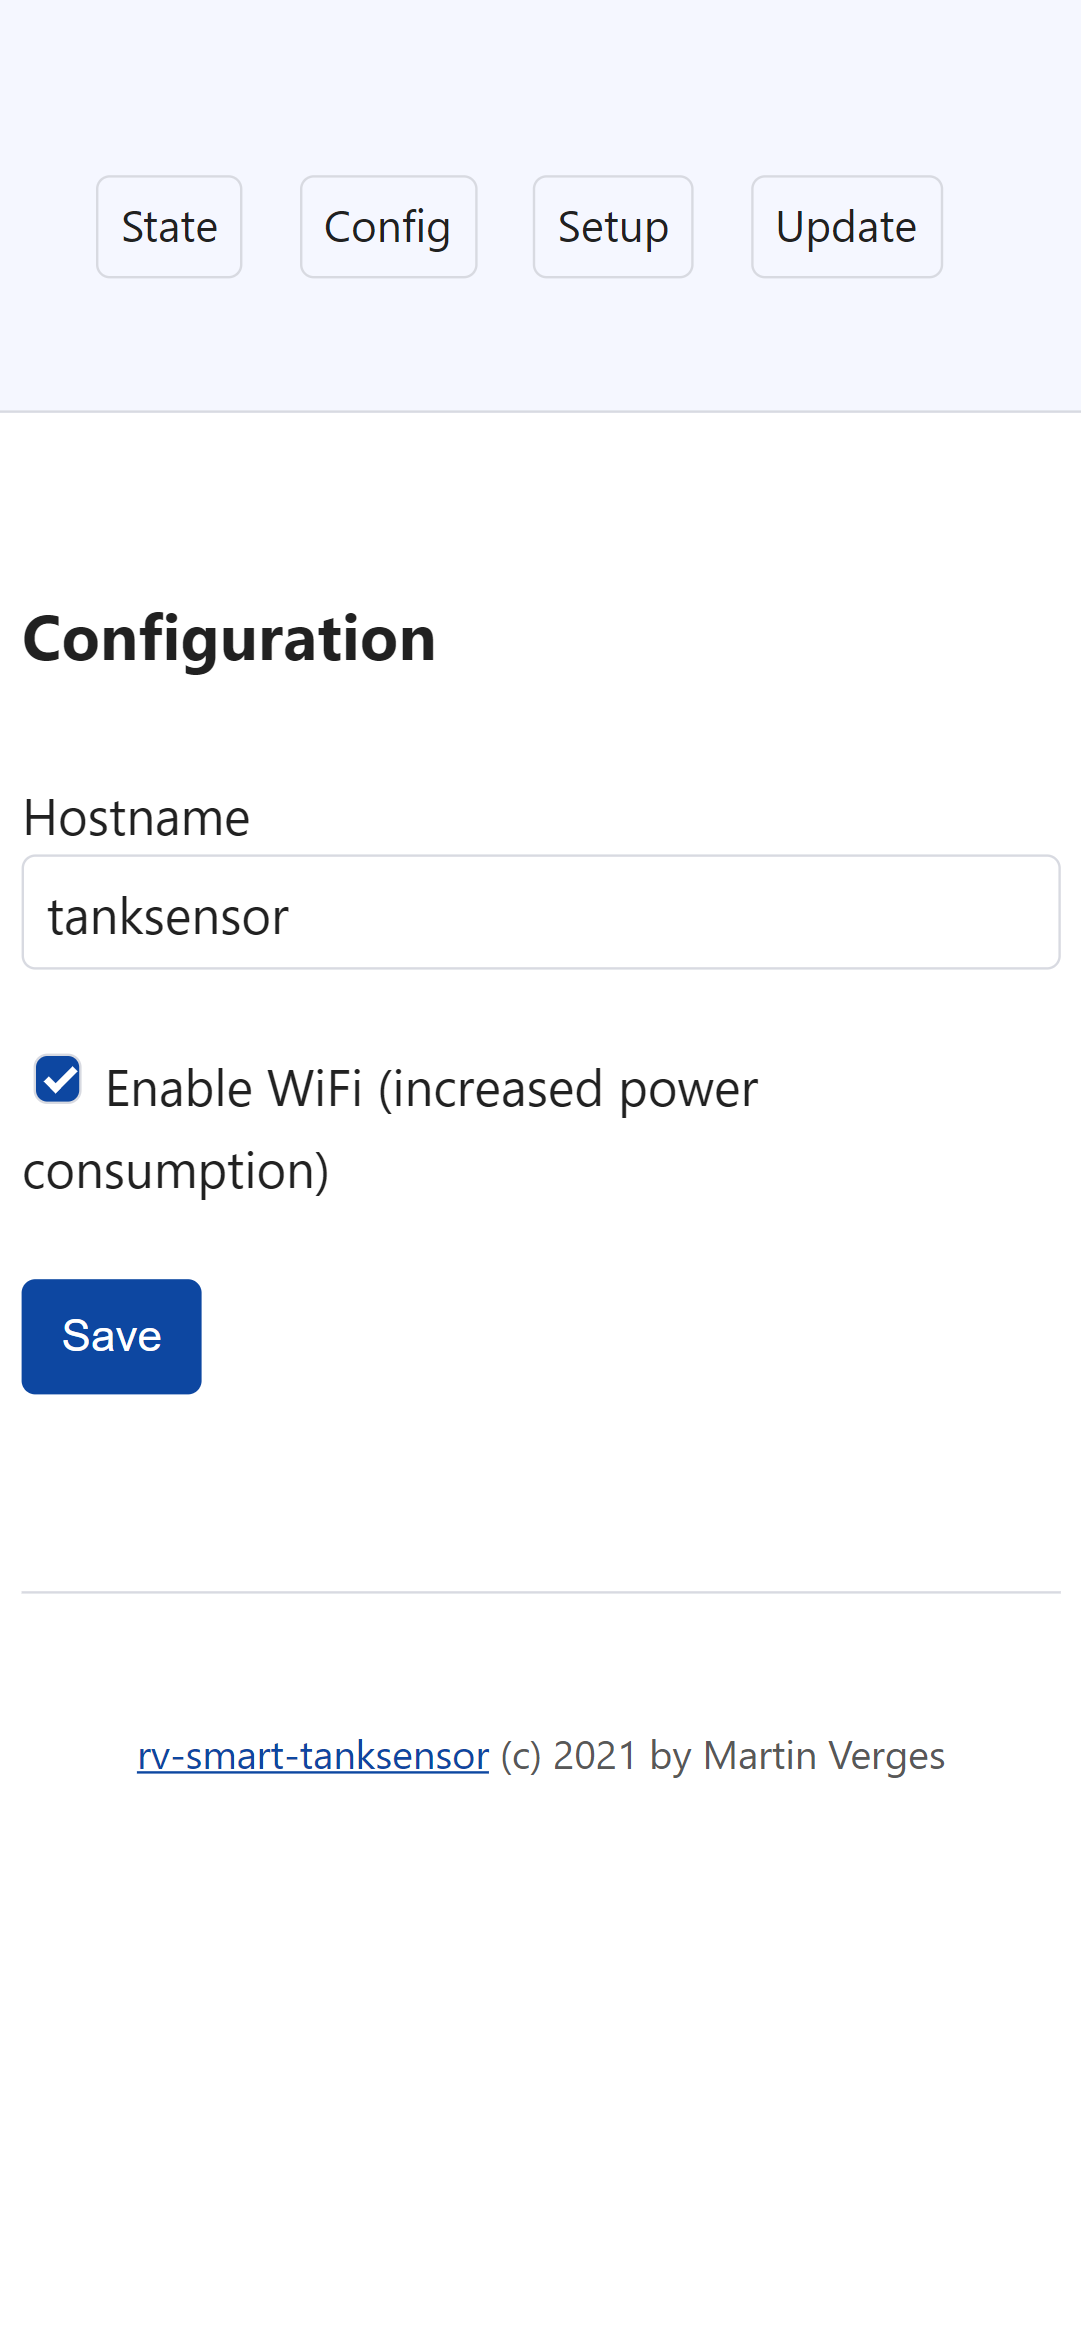 State Config Setup Update
Configuration
Hostname
tanksensor
Enable WiFi (increased power
consumption)
Save
rv-smart-tanksensor (c) 2021 by Martin Verges